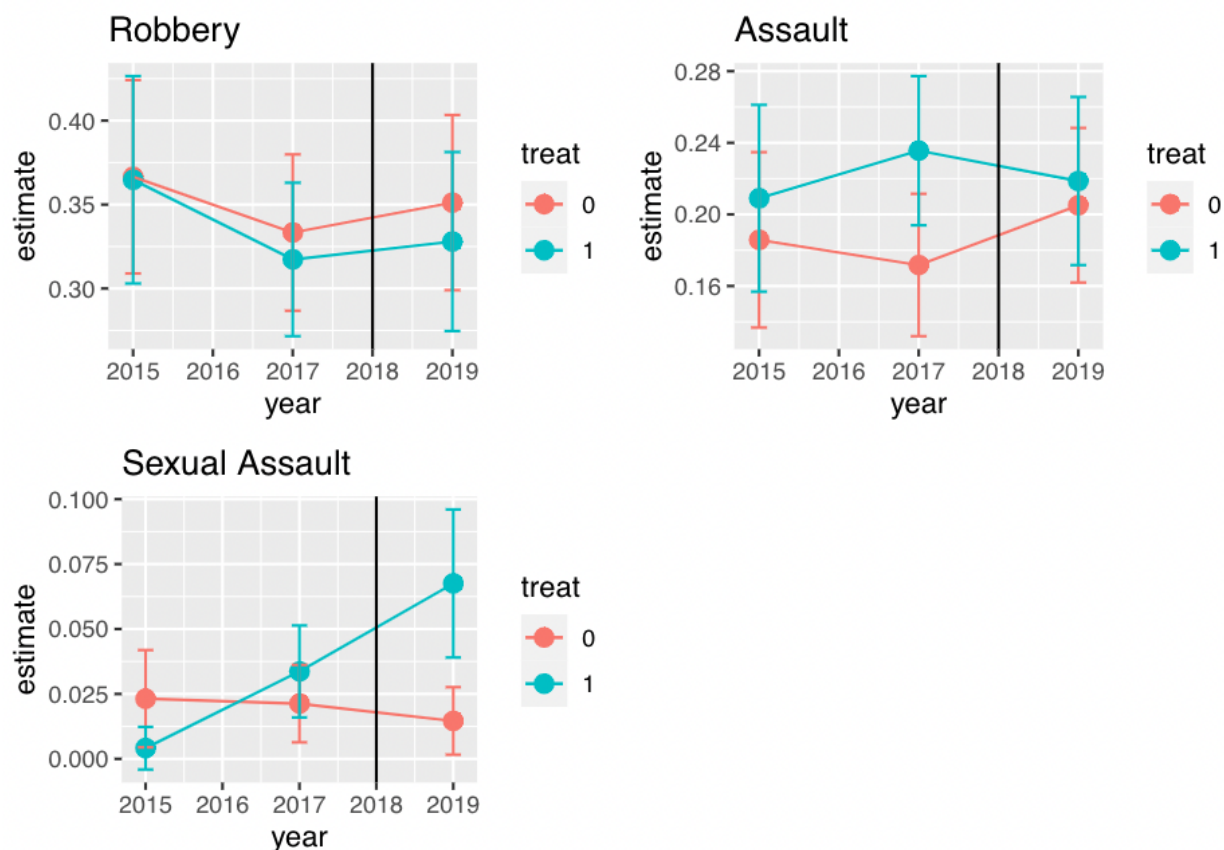 Robbery
0.40
0.35
0.30
estimate
2015 2016 2017 2018 2019
year
treat
0
1
Assault
0.28
0.24
0.20
0.16
estimate
2015 2016 2017 2018 2019
year
treat
0
1
Sexual Assault
0.100
0.075
0.050
0.025
0.000
estimate
2015 2016 2017 2018 2019
year
treat
0
1